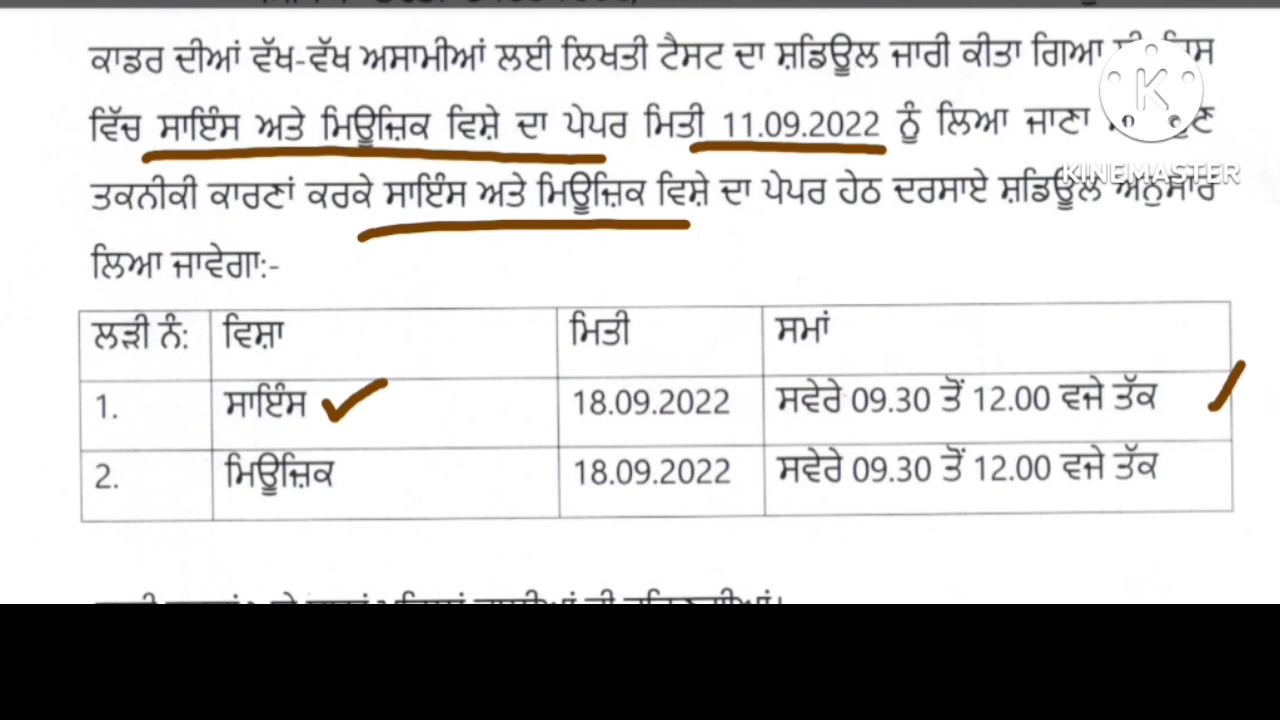 ਕਾਡਰ ਦੀਆਂ ਵੱਖ-ਵੱਖ ਅਸਾਮੀਆਂ ਲਈ ਲਿਖਤੀ ਟੈਸਟ ਦਾ ਸ਼ਡਿਊਲ ਜਾਰੀ ਕੀਤਾ ਗਿਆ
ਵਿੱਚ ਸਾਇੰਸ ਅਤੇ ਮਿਊਜ਼ਿਕ ਵਿਸ਼ੇ ਦਾ ਪੇਪਰ ਮਿਤੀ 11.09.2022 ਨੂੰ ਲਿਆ ਜਾਣਾ
KINEMASTER
ਤਕਨੀਕੀ ਕਾਰਣਾਂ ਕਰਕੇ ਸਾਇੰਸ ਅਤੇ ਮਿਊਜ਼ਿਕ ਵਿਸ਼ੇ ਦਾ ਪੇਪਰ ਹੇਠ ਦਰਸਾਏ ਸ਼ਡਿਊਲ ਅਨੁਸਾਰ
ਲਿਆ ਜਾਵੇਗਾ:-
ਲੜੀ ਨੰ: ਵਿਸ਼ਾ ਮਿਤੀ ਸਮਾਂ
1. ਸਾਇੰਸ 18.09.2022 ਸਵੇਰੇ 09.30 ਤੋਂ 12.00 ਵਜੇ ਤੱਕ
2. ਮਿਊਜ਼ਿਕ 18.09.2022 ਸਵੇਰੇ 09.30 ਤੋਂ 12.00 ਵਜੇ ਤੱਕ